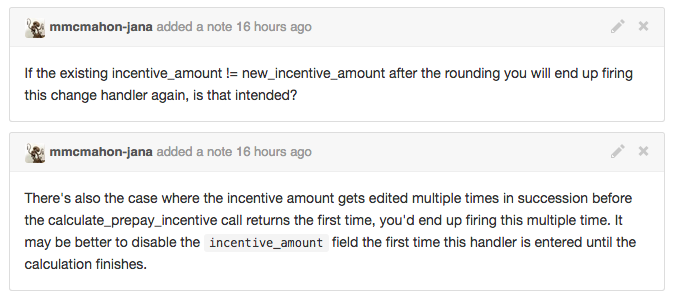 mmcmahon-jana added a note 16 hours ago
If the existing incentive_amount != new_incentive_amount after the rounding you will end up firing
this change handler again, is that intended?
mmcmahon-jana added a note 16 hours ago
There's also the case where the incentive amount gets edited multiple times in succession before
the calculate_prepay_incentive call returns the first time, you'd end up firing this multiple time. It
may be better to disable the incentive_amount field the first time this handler is entered until the
calculation finishes.